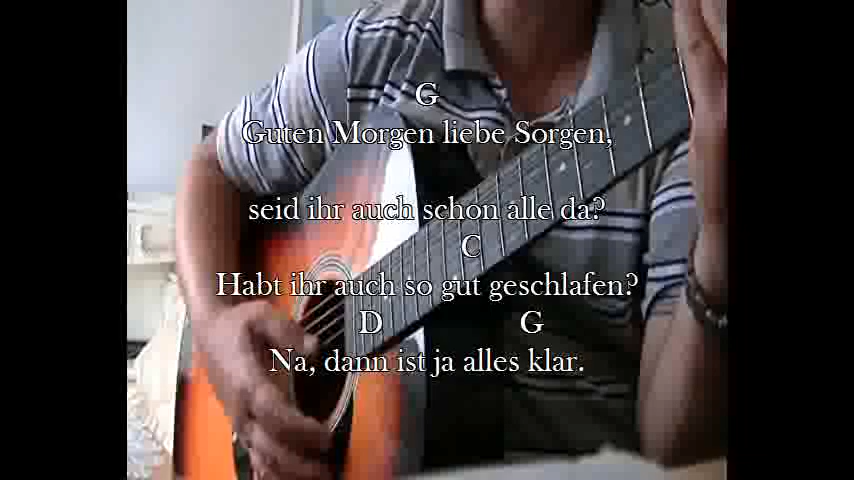 G
Guten Morgen liebe Sorgen,
seid ihr auch schon alle da?
C
Habt ihr auch so gut geschlafen?
D G
Na, dann ist ja alles klar.